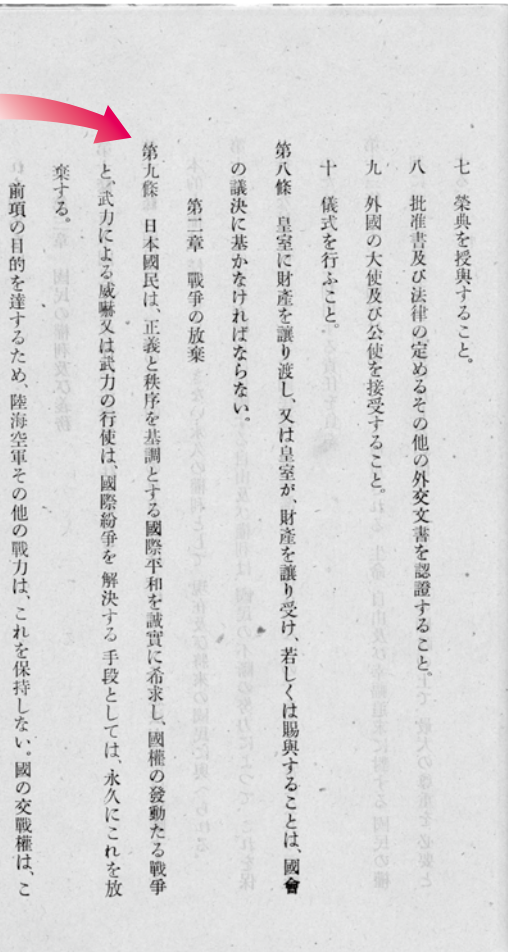 七　榮典を授與すること。
八　批准書及び法律の定めるその他の外交文書を認證すること。
九　外國の大使及び公使を接受すること。
十　儀式を行ふこと。
第八條　皇室に財產を讓り渡し、又は皇室が、財產を讓り受け、若しくは賜與することは、國會
の議決に基かなければならない。
第二章　戰爭の放棄
第九條　日本國民は、正義と秩序を基調とする國際平和を誠實に希求し、國權の發動たる戰爭
と、武力による威嚇又は武力の行使は、國際紛爭を解決する手段としては、永久にこれを放
棄する。
前項の目的を達するため、陸海空軍その他の戰力は、これを保持しない。國の交戰權は、こ